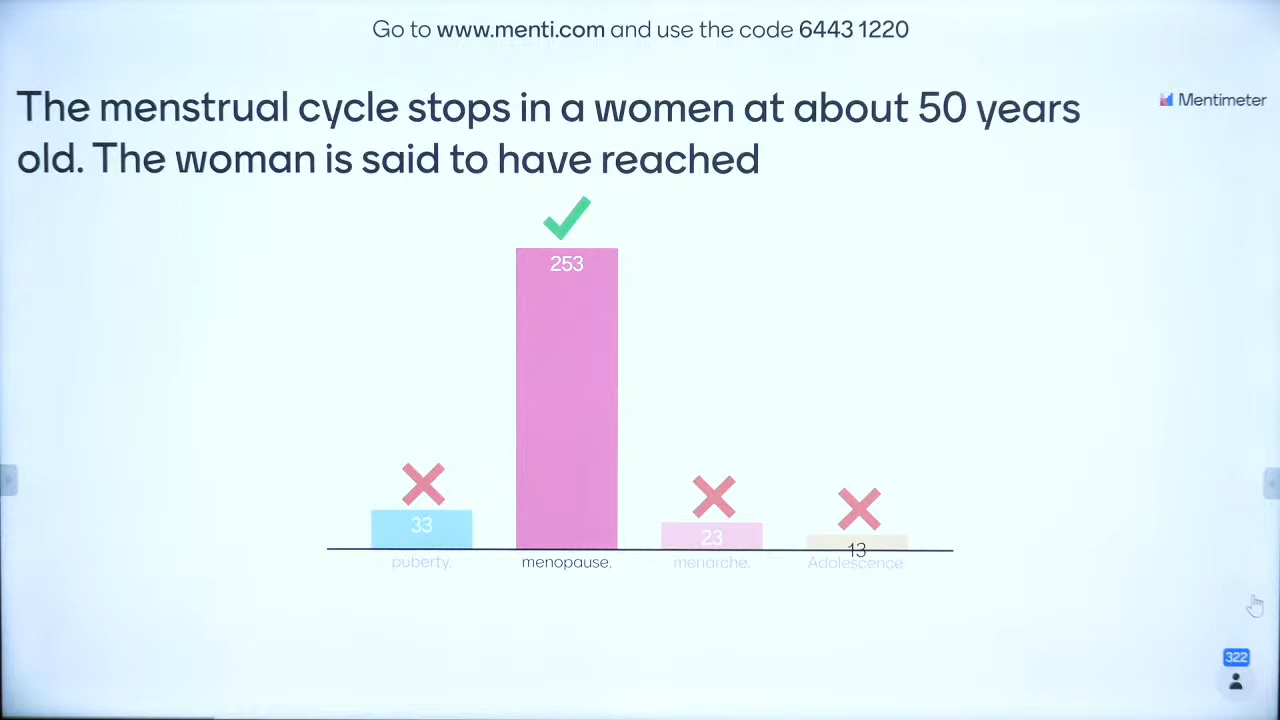 Go to www.menti.com and use the code 6443 1220
The menstrual cycle stops in a women at about 50 years
Mentimeter
old. The woman is said to have reached
253
33
23
13
puberty.
menopause.
menarche.
Adolescence
322